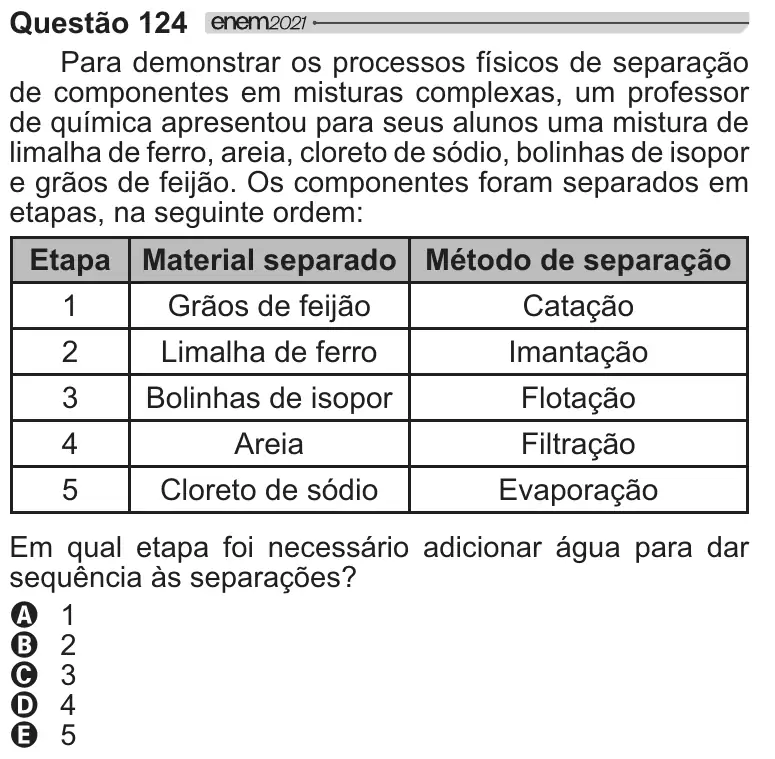 Questão 124 enem2021
Para demonstrar os processos físicos de separação
de componentes em misturas complexas, um professor
de química apresentou para seus alunos uma mistura de
limalha de ferro, areia, cloreto de sódio, bolinhas de isopor
e grãos de feijão. Os componentes foram separados em
etapas, na seguinte ordem:
Etapa Material separado Método de separação
1 Grãos de feijão Catação
2 Limalha de ferro Imantação
3 Bolinhas de isopor Flotação
4 Areia Filtração
5 Cloreto de sódio Evaporação
Em qual etapa foi necessário adicionar água para dar
sequência às separações?
A 1
B 2
C 3
D 4
E 5